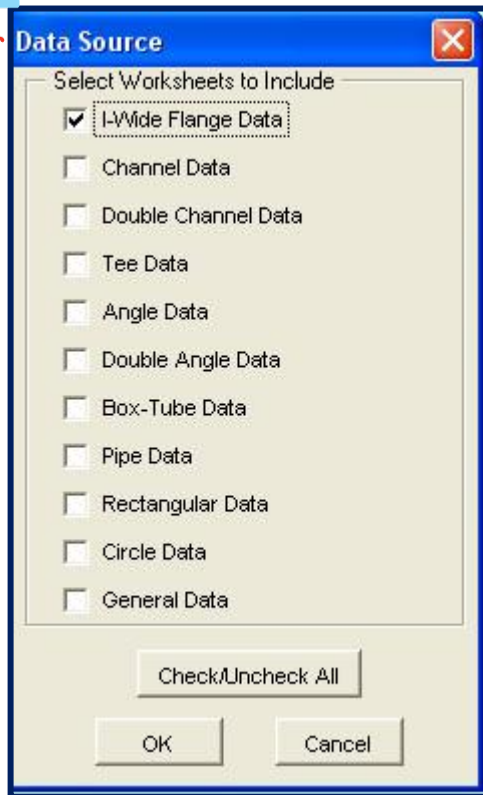 Data Source
Select Worksheets to Include
I-Wide Flange Data
Channel Data
Double Channel Data
Tee Data
Angle Data
Double Angle Data
Box-Tube Data
Pipe Data
Rectangular Data
Circle Data
General Data
Check/Uncheck All
OK Cancel